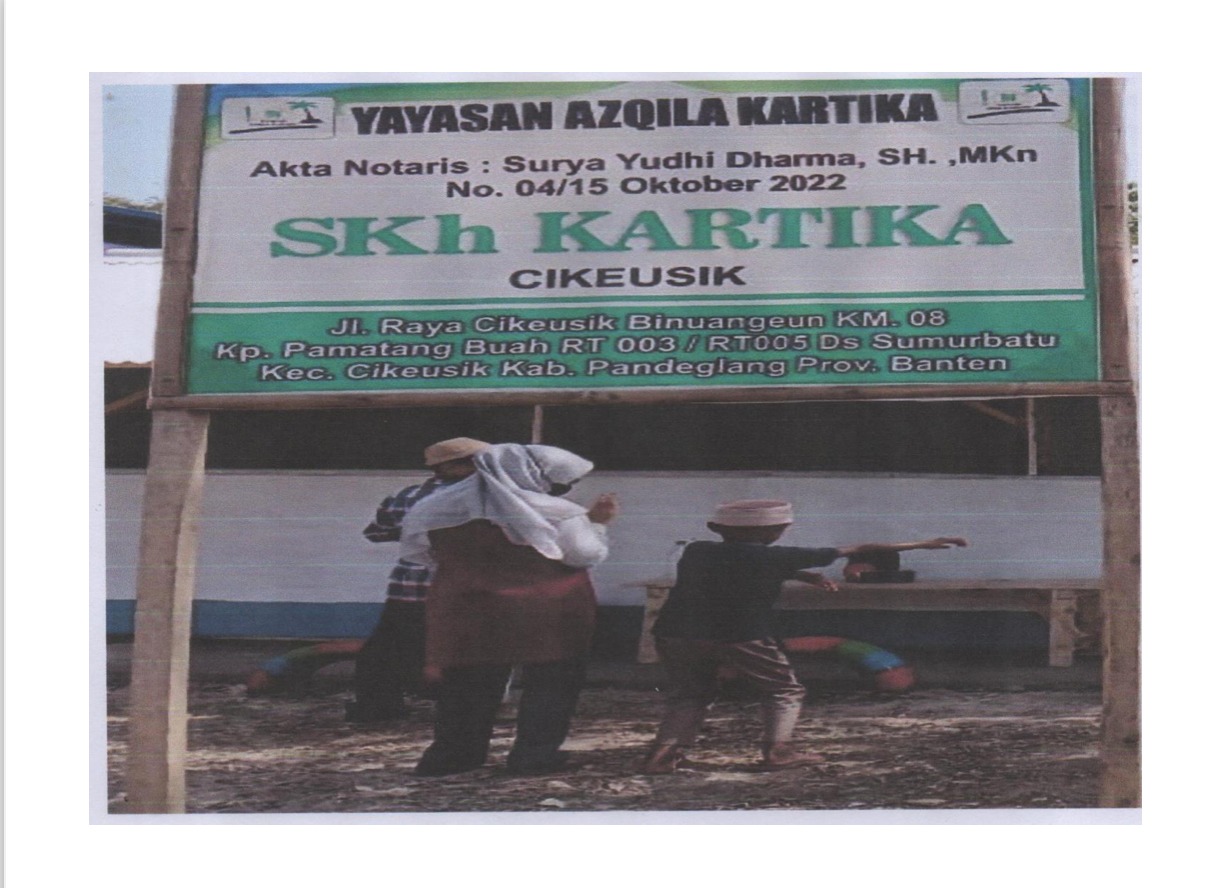 YAYASAN AZQILA KARTIKA
Akta Notaris : Surya Yudhi Dharma, SH. ,MKn
No. 04/15 Oktober 2022
SKh KARTIKA
CIKEUSIK
Jl. Raya Cikeusik Binuangeun KM. 08
Kp. Pamatang Buah RT 003 / RT005 Ds Sumurbatu
Kec. Cikeusik Kab. Pandeglang Prov. Banten